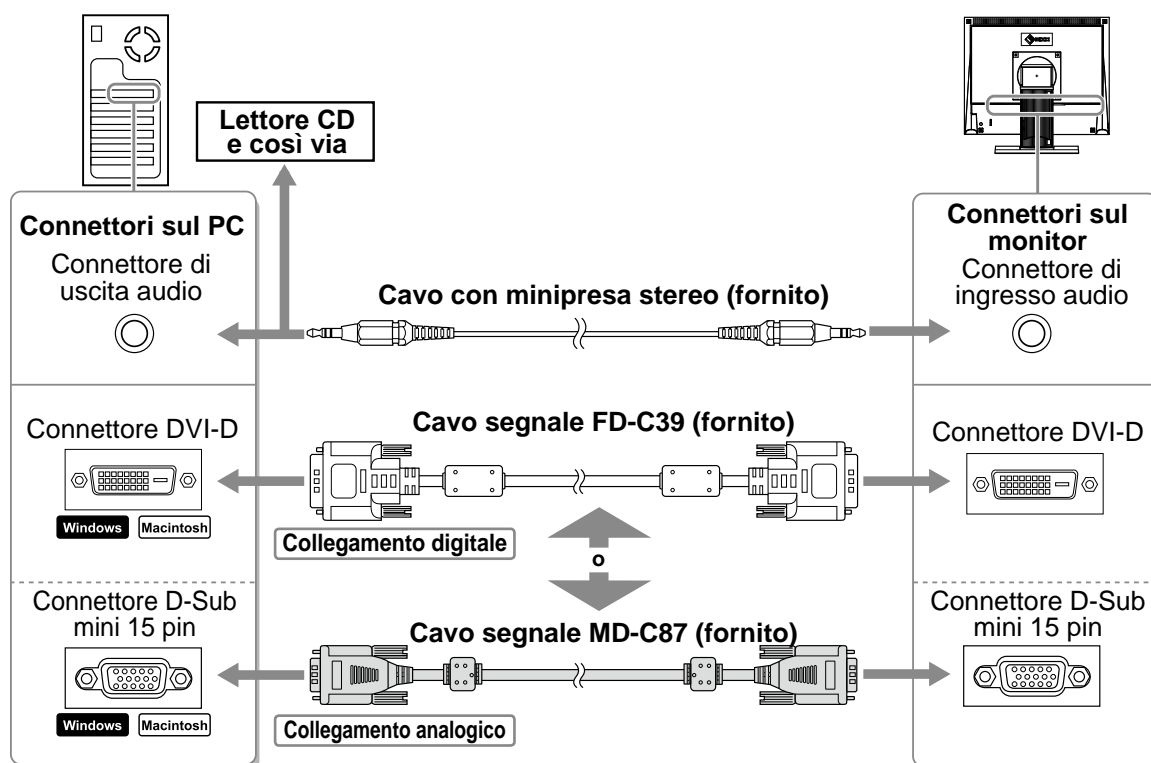 Lettore CD
e così via
Connettori sul PC
Connettore di
uscita audio
Cavo con minipresa stereo (fornito)
Connettori sul
monitor
Connettore di
ingresso audio
Connettore DVI-D
Windows Macintosh
Cavo segnale FD-C39 (fornito)
Collegamento digitale
Connettore DVI-D
o
Connettore D-Sub
mini 15 pin
Windows Macintosh
Cavo segnale MD-C87 (fornito)
Collegamento analogico
Connettore D-Sub
mini 15 pin